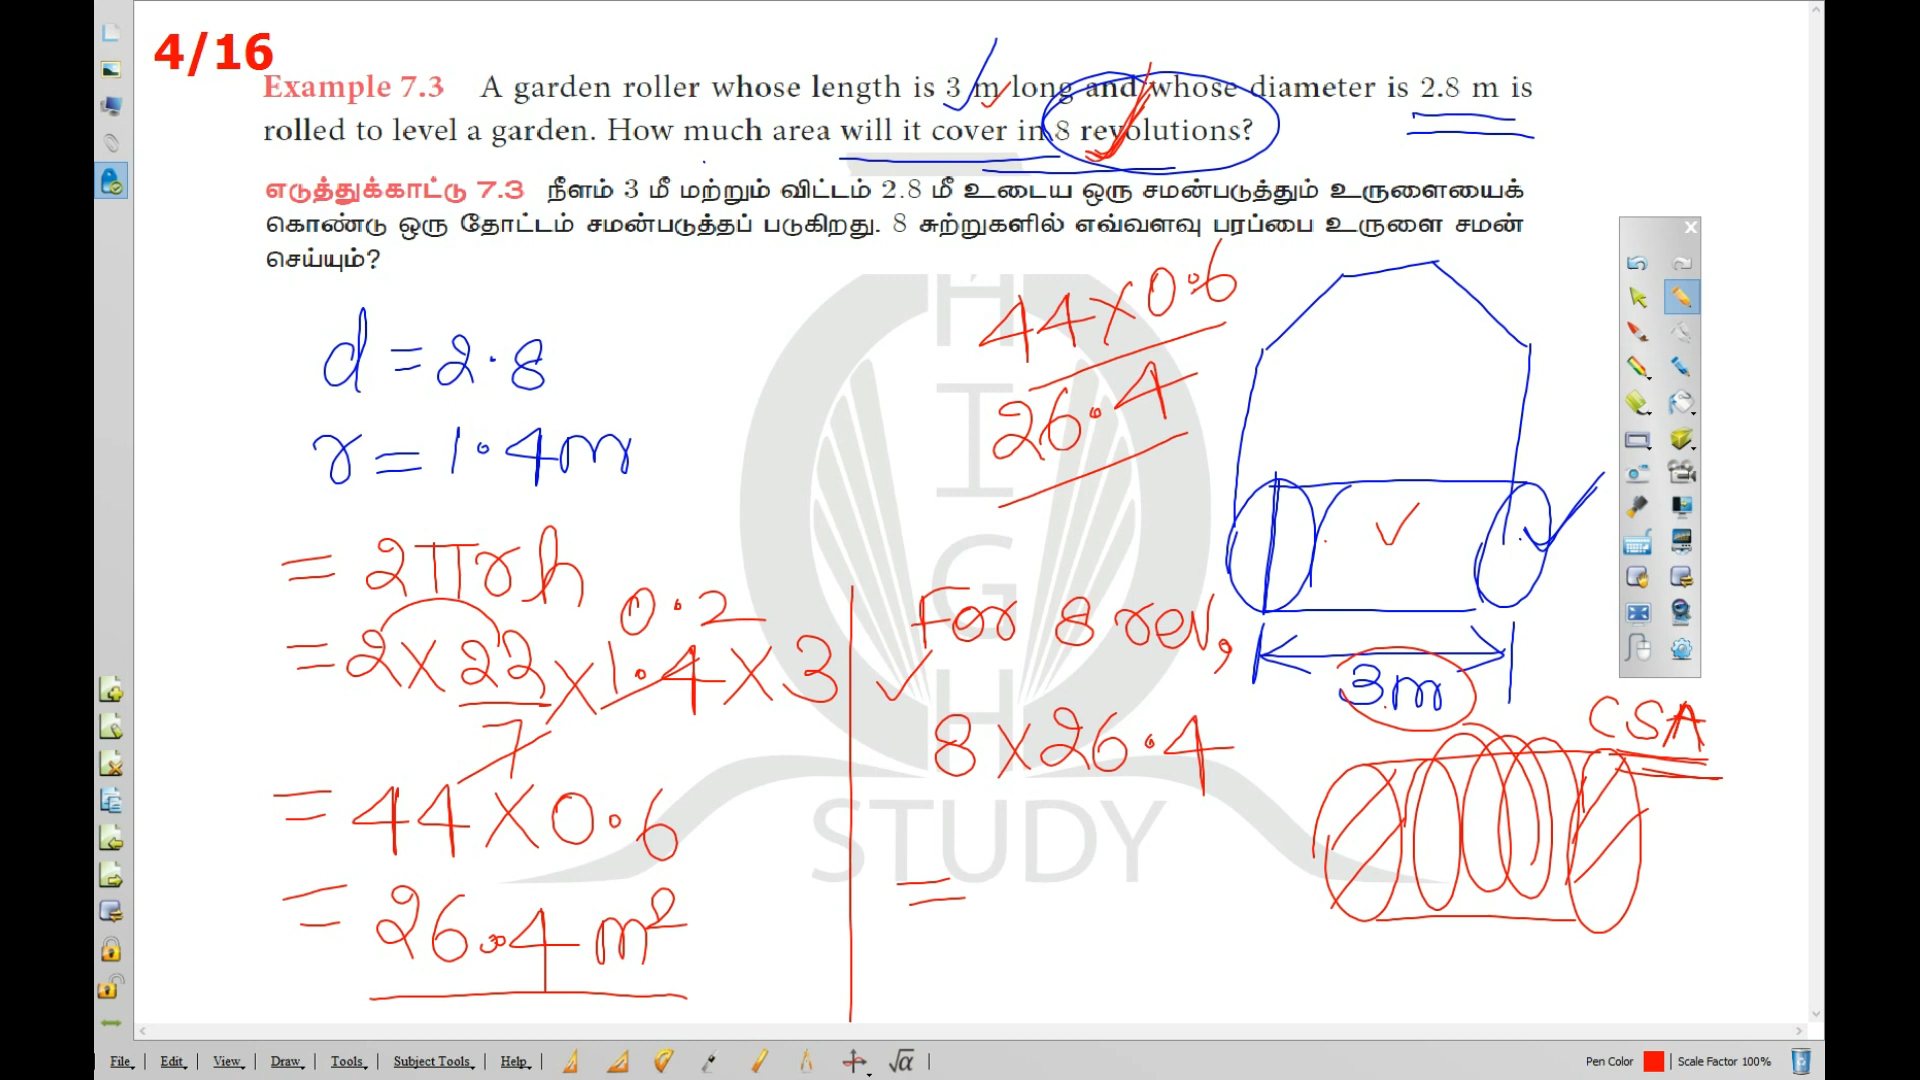 4/16
Example 7.3 A garden roller whose length is 3 m long and whose diameter is 2.8 m is
rolled to level a garden. How much area will it cover in 8 revolutions?
எடுத்துக்காட்டு 7.3 நீளம் 3 மீ மற்றும் விட்டம் 2.8 மீ உடைய ஒரு சமன்படுத்தும் உருளையைக்
கொண்டு ஒரு தோட்டம் சமன்படுத்தப் படுகிறது. 8 சுற்றுகளில் எவ்வளவு பரப்பை உருளை சமன்
செய்யும்?
44×0.6
26.4
d = 2.8
r = 1.4m
= 2πrh
0.2
= 2 × 22/7 × 1.4 × 3
= 44 × 0.6
= 26.4 m²
For 8 rev,
8 × 26.4
=
3m
CSA
HIGH
STUDY
File Edit View Draw Tools Subject Tools Help
√α
Pen Color Scale Factor 100%